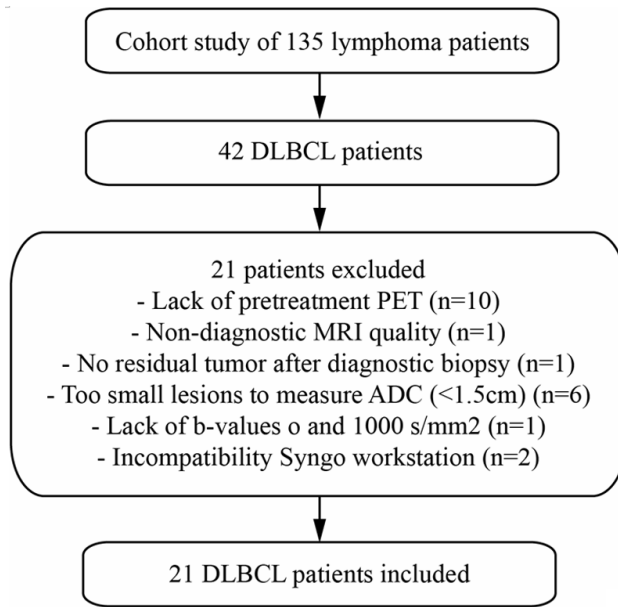 Cohort study of 135 lymphoma patients
42 DLBCL patients
21 patients excluded
- Lack of pretreatment PET (n=10)
- Non-diagnostic MRI quality (n=1)
- No residual tumor after diagnostic biopsy (n=1)
- Too small lesions to measure ADC (<1.5cm) (n=6)
- Lack of b-values o and 1000 s/mm2 (n=1)
- Incompatibility Syngo workstation (n=2)
21 DLBCL patients included